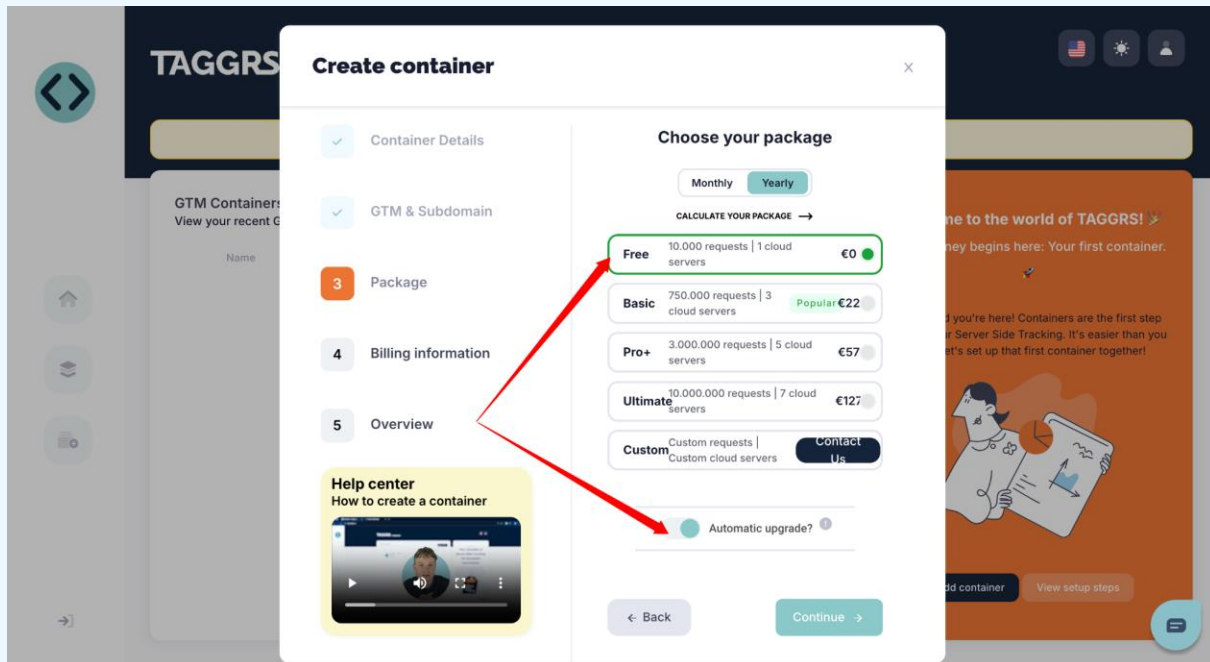 TAGGRS
Create container
Container Details
GTM & Subdomain
3 Package
4 Billing information
5 Overview
Help center
How to create a container
Choose your package
Monthly Yearly
CALCULATE YOUR PACKAGE →
Free 10.000 requests | 1 cloud servers €0
Basic 750.000 requests | 3 cloud servers Popular €22
Pro+ 3.000.000 requests | 5 cloud servers €57
Ultimate 10.000.000 requests | 7 cloud servers €127
Custom Custom requests | Custom cloud servers Contact Us
Automatic upgrade?
← Back
Continue →
GTM Containers
View your recent
Name
to the world of TAGGRS!
begins here: Your first container.
you're here! Containers are the first step
Server Side Tracking. It's easier than you
set up that first container together!
container
View setup steps